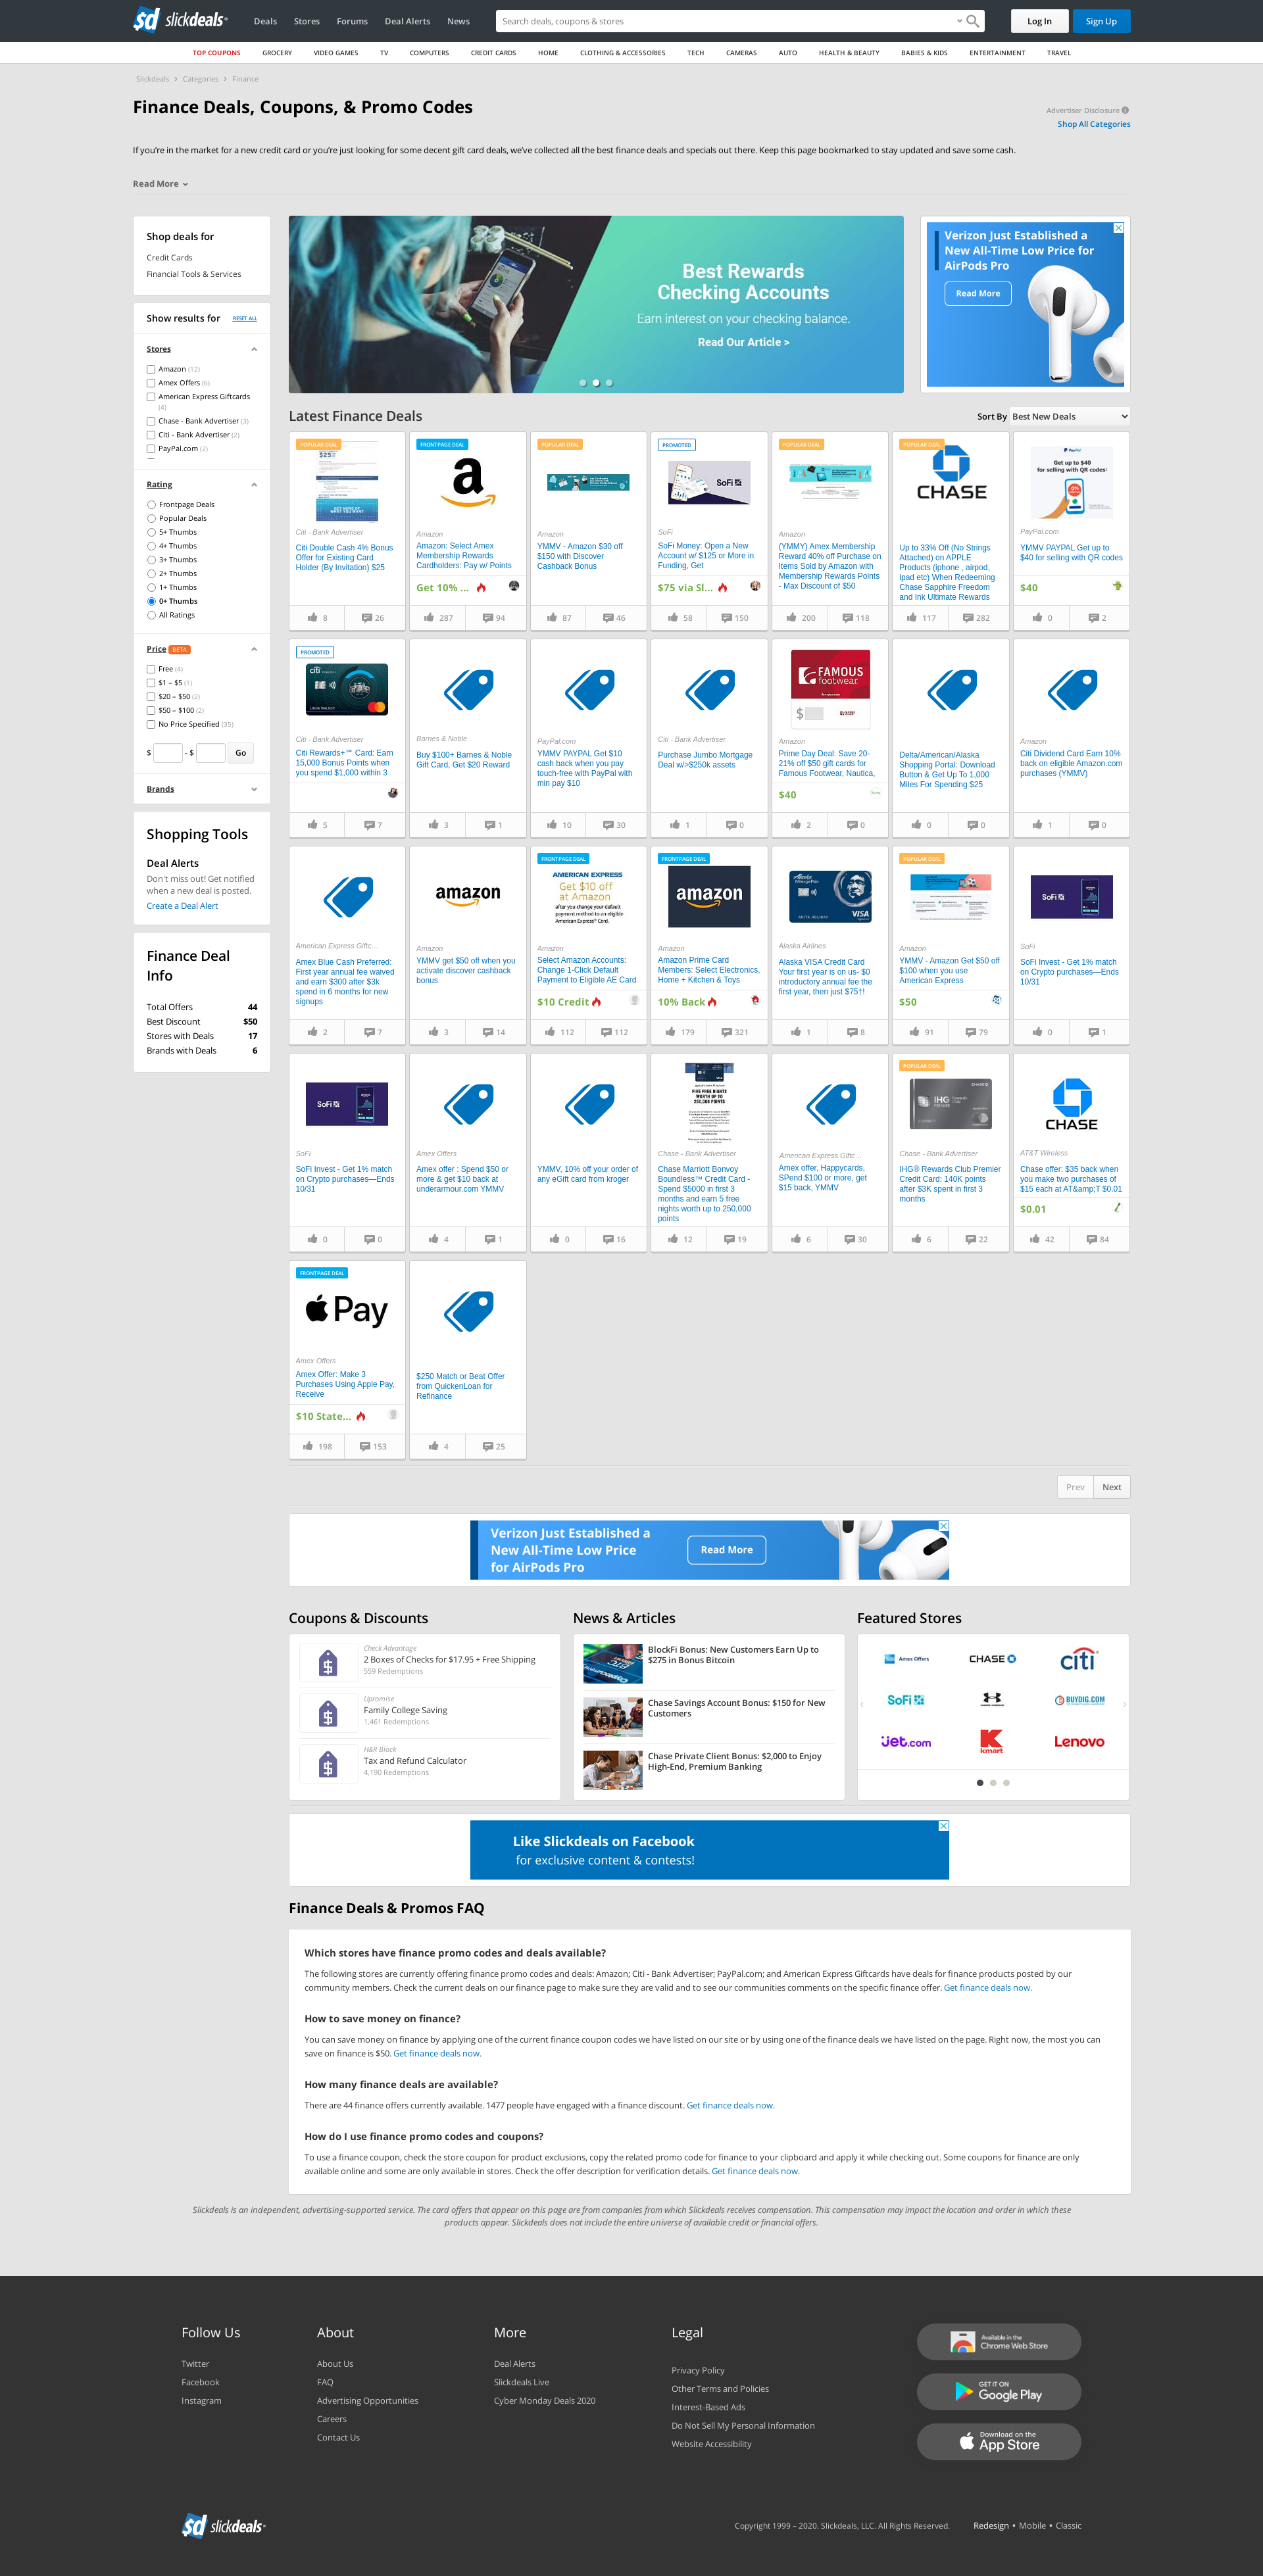 slickdeals
Deals Stores Forums Deal Alerts News
Search deals, coupons & stores
Log In
Sign Up
TOP COUPONS GROCERY VIDEO GAMES TV COMPUTERS CREDIT CARDS HOME CLOTHING & ACCESSORIES TECH CAMERAS AUTO HEALTH & BEAUTY BABIES & KIDS ENTERTAINMENT TRAVEL
Slickdeals > Categories > Finance
Finance Deals, Coupons, & Promo Codes
Advertiser Disclosure
Shop All Categories
If you're in the market for a new credit card or you're just looking for some decent gift card deals, we've collected all the best finance deals and specials out there. Keep this page bookmarked to stay updated and save some cash.
Read More
Shop deals for
Credit Cards
Financial Tools & Services
Show results for RESET ALL
Stores
Amazon (12)
Amex Offers (6)
American Express Giftcards
(4)
Chase - Bank Advertiser (3)
Citi - Bank Advertiser (2)
PayPal.com (2)
Rating
Frontpage Deals
Popular Deals
5+ Thumbs
4+ Thumbs
3+ Thumbs
2+ Thumbs
1+ Thumbs
0+ Thumbs
All Ratings
Price BETA
Free (4)
$1 – $5 (1)
$20 – $50 (2)
$50 – $100 (2)
No Price Specified (35)
$ - $ Go
Brands
Shopping Tools
Deal Alerts
Don't miss out! Get notified
when a new deal is posted.
Create a Deal Alert
Finance Deal
Info
Total Offers 44
Best Discount $50
Stores with Deals 17
Brands with Deals 6
Best Rewards
Checking Accounts
Earn interest on your checking balance.
Read Our Article >
Verizon Just Established a
New All-Time Low Price for
AirPods Pro
Read More
Latest Finance Deals
Sort By Best New Deals
POPULAR DEAL
Citi - Bank Advertiser
Citi Double Cash 4% Bonus
Offer for Existing Card
Holder (By Invitation) $25
8 26
FRONTPAGE DEAL
Amazon
Amazon: Select Amex
Membership Rewards
Cardholders: Pay w/ Points
Get 10% ...
287 94
POPULAR DEAL
Amazon
YMMV - Amazon $30 off
$150 with Discover
Cashback Bonus
87 46
PROMOTED
SoFi
SoFi
SoFi Money: Open a New
Account w/ $125 or More in
Funding, Get
$75 via Sl...
58 150
POPULAR DEAL
Amazon
(YMMY) Amex Membership
Reward 40% off Purchase on
Items Sold by Amazon with
Membership Rewards Points
- Max Discount of $50
200 118
POPULAR DEAL
CHASE
Up to 33% Off (No Strings
Attached) on APPLE
Products (iphone , airpod,
ipad etc) When Redeeming
Chase Sapphire Freedom
and Ink Ultimate Rewards
117 282
PayPal
Get up to $40
for selling with QR codes
PayPal.com
YMMV PAYPAL Get up to
$40 for selling with QR codes
$40
0 2
PROMOTED
citi
Citi - Bank Advertiser
Citi Rewards+℠ Card: Earn
15,000 Bonus Points when
you spend $1,000 within 3
5 7
Barnes & Noble
Buy $100+ Barnes & Noble
Gift Card, Get $20 Reward
3 1
PayPal.com
YMMV PAYPAL Get $10
cash back when you pay
touch-free with PayPal with
min pay $10
10 30
Citi - Bank Advertiser
Purchase Jumbo Mortgage
Deal w/>$250k assets
1 0
FAMOUS
footwear
$
Amazon
Prime Day Deal: Save 20-
21% off $50 gift cards for
Famous Footwear, Nautica,
$40
2 0
Delta/American/Alaska
Shopping Portal: Download
Button & Get Up To 1,000
Miles For Spending $25
0 0
Amazon
Citi Dividend Card Earn 10%
back on eligible Amazon.com
purchases (YMMV)
1 0
American Express Giftc...
Amex Blue Cash Preferred:
First year annual fee waived
and earn $300 after $3k
spend in 6 months for new
signups
2 7
amazon
Amazon
YMMV get $50 off when you
activate discover cashback
bonus
3 14
FRONTPAGE DEAL
AMERICAN EXPRESS
Get $10 off
at Amazon
after you change your default
payment method to an eligible
American Express® Card.
Amazon
Select Amazon Accounts:
Change 1-Click Default
Payment to Eligible AE Card
$10 Credit
112 112
FRONTPAGE DEAL
amazon
Amazon
Amazon Prime Card
Members: Select Electronics,
Home + Kitchen & Toys
10% Back
179 321
Alaska
VISA
Alaska Airlines
Alaska VISA Credit Card
Your first year is on us- $0
introductory annual fee the
first year, then just $75†!
1 8
POPULAR DEAL
Amazon
YMMV - Amazon Get $50 off
$100 when you use
American Express
$50
91 79
SoFi
SoFi
SoFi Invest - Get 1% match
on Crypto purchases—Ends
10/31
0 1
SoFi
SoFi
SoFi Invest - Get 1% match
on Crypto purchases—Ends
10/31
0 0
Amex Offers
Amex offer : Spend $50 or
more & get $10 back at
underarmour.com YMMV
4 1
YMMV, 10% off your order of
any eGift card from kroger
0 16
FIVE FREE NIGHTS
WORTH UP TO
250,000 POINTS
Chase - Bank Advertiser
Chase Marriott Bonvoy
Boundless™ Credit Card -
Spend $5000 in first 3
months and earn 5 free
nights worth up to 250,000
points
12 19
American Express Giftc...
Amex offer, Happycards,
SPend $100 or more, get
$15 back, YMMV
6 30
POPULAR DEAL
IHG
Chase - Bank Advertiser
IHG® Rewards Club Premier
Credit Card: 140K points
after $3K spent in first 3
months
6 22
CHASE
AT&T Wireless
Chase offer: $35 back when
you make two purchases of
$15 each at AT&amp;T $0.01
$0.01
42 84
FRONTPAGE DEAL
Pay
Amex Offers
Amex Offer: Make 3
Purchases Using Apple Pay,
Receive
$10 State...
198 153
$250 Match or Beat Offer
from QuickenLoan for
Refinance
4 25
Prev Next
Verizon Just Established a
New All-Time Low Price
for AirPods Pro
Read More
Coupons & Discounts
Check Advantage
2 Boxes of Checks for $17.95 + Free Shipping
559 Redemptions
Upromise
Family College Saving
1,461 Redemptions
H&R Block
Tax and Refund Calculator
4,190 Redemptions
News & Articles
BlockFi Bonus: New Customers Earn Up to
$275 in Bonus Bitcoin
Chase Savings Account Bonus: $150 for New
Customers
Chase Private Client Bonus: $2,000 to Enjoy
High-End, Premium Banking
Featured Stores
Amex Offers
CHASE
citi
SoFi
UNDER ARMOUR
BUYDIG.COM
jet.com
kmart
Lenovo
Like Slickdeals on Facebook
for exclusive content & contests!
Finance Deals & Promos FAQ
Which stores have finance promo codes and deals available?
The following stores are currently offering finance promo codes and deals: Amazon; Citi - Bank Advertiser; PayPal.com; and American Express Giftcards have deals for finance products posted by our
community members. Check the current deals on our finance page to make sure they are valid and to see our communities comments on the specific finance offer. Get finance deals now.
How to save money on finance?
You can save money on finance by applying one of the current finance coupon codes we have listed on our site or by using one of the finance deals we have listed on the page. Right now, the most you can
save on finance is $50. Get finance deals now.
How many finance deals are available?
There are 44 finance offers currently available. 1477 people have engaged with a finance discount. Get finance deals now.
How do I use finance promo codes and coupons?
To use a finance coupon, check the store coupon for product exclusions, copy the related promo code for finance to your clipboard and apply it while checking out. Some coupons for finance are only
available online and some are only available in stores. Check the offer description for verification details. Get finance deals now.
Slickdeals is an independent, advertising-supported service. The card offers that appear on this page are from companies from which Slickdeals receives compensation. This compensation may impact the location and order in which these
products appear. Slickdeals does not include the entire universe of available credit or financial offers.
Follow Us
Twitter
Facebook
Instagram
About
About Us
FAQ
Advertising Opportunities
Careers
Contact Us
More
Deal Alerts
Slickdeals Live
Cyber Monday Deals 2020
Legal
Privacy Policy
Other Terms and Policies
Interest-Based Ads
Do Not Sell My Personal Information
Website Accessibility
Available in the
Chrome Web Store
GET IT ON
Google Play
Download on the
App Store
slickdeals
Copyright 1999 – 2020. Slickdeals, LLC. All Rights Reserved.
Redesign • Mobile • Classic